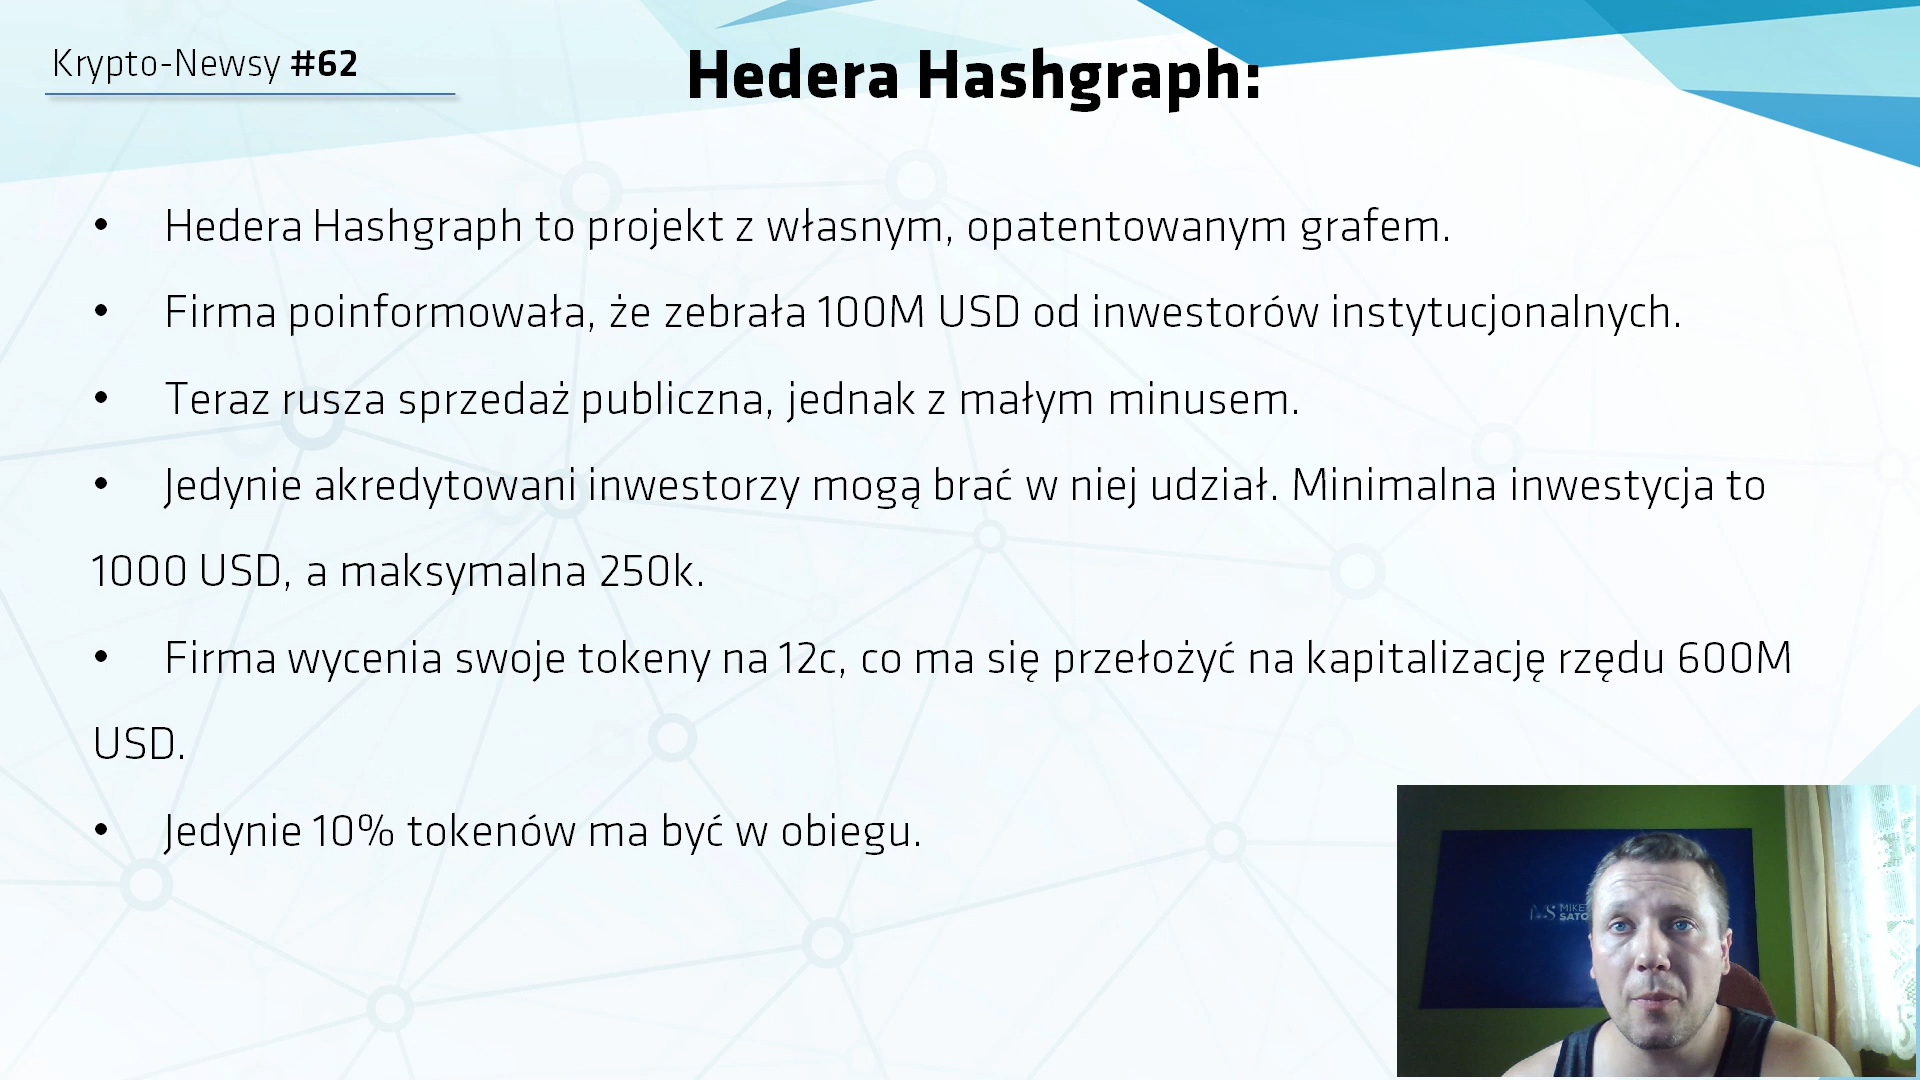 Krypto-Newsy #62
Hedera Hashgraph:
• Hedera Hashgraph to projekt z własnym, opatentowanym grafem.
• Firma poinformowała, że zebrała 100M USD od inwestorów instytucjonalnych.
• Teraz rusza sprzedaż publiczna, jednak z małym minusem.
• Jedynie akredytowani inwestorzy mogą brać w niej udział. Minimalna inwestycja to
1000 USD, a maksymalna 250k.
• Firma wycenia swoje tokeny na 12c, co ma się przełożyć na kapitalizację rzędu 600M
USD.
• Jedynie 10% tokenów ma być w obiegu.
MIKE
SATO